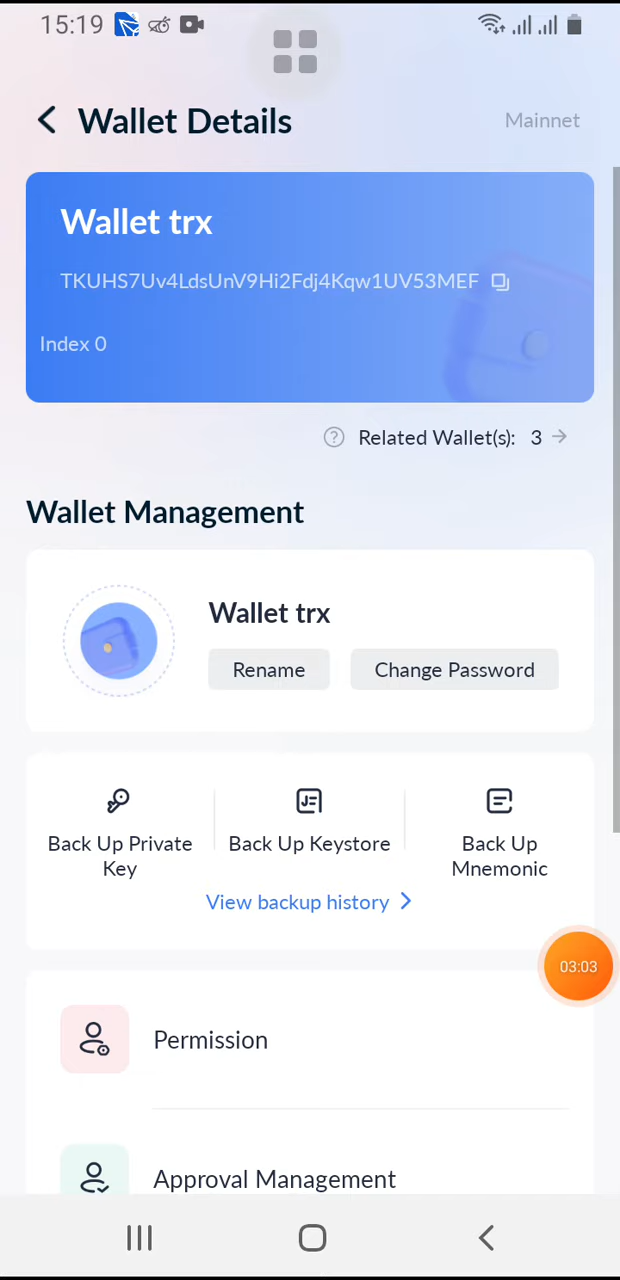 15:19
Wallet Details
Mainnet
Wallet trx
TKUHS7Uv4LdsUnV9Hi2Fdj4Kqw1UV53MEF
Index 0
Related Wallet(s): 3
Wallet Management
Wallet trx
Rename
Change Password
Back Up Private
Key
Back Up Keystore
Back Up
Mnemonic
View backup history
03:03
Permission
Approval Management